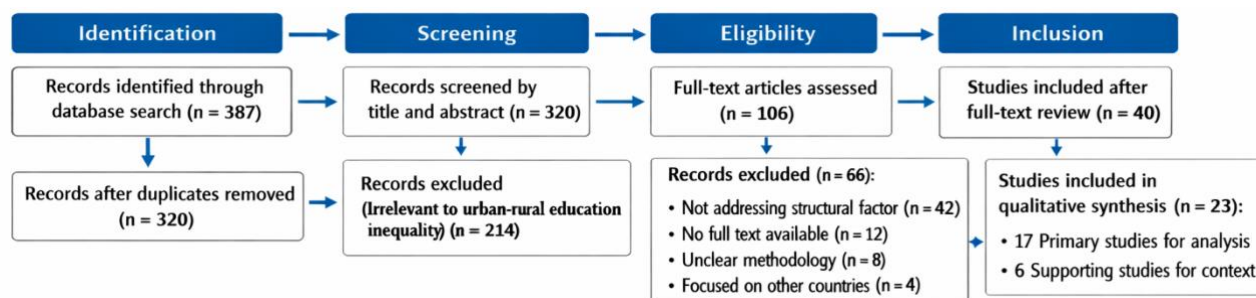 Identification
Screening
Eligibility
Inclusion
Records identified through
database search (n = 387)
Records screened by
title and abstract (n = 320)
Full-text articles assessed
(n = 106)
Studies included after
full-text review (n = 40)
Records after duplicates removed
(n = 320)
Records excluded
(Irrelevant to urban-rural education
inequality) (n = 214)
Records excluded (n = 66):
• Not addressing structural factor (n = 42)
• No full text available (n = 12)
• Unclear methodology (n = 8)
• Focused on other countries (n = 4)
Studies included in
qualitative synthesis (n = 23):
• 17 Primary studies for analysis
• 6 Supporting studies for context